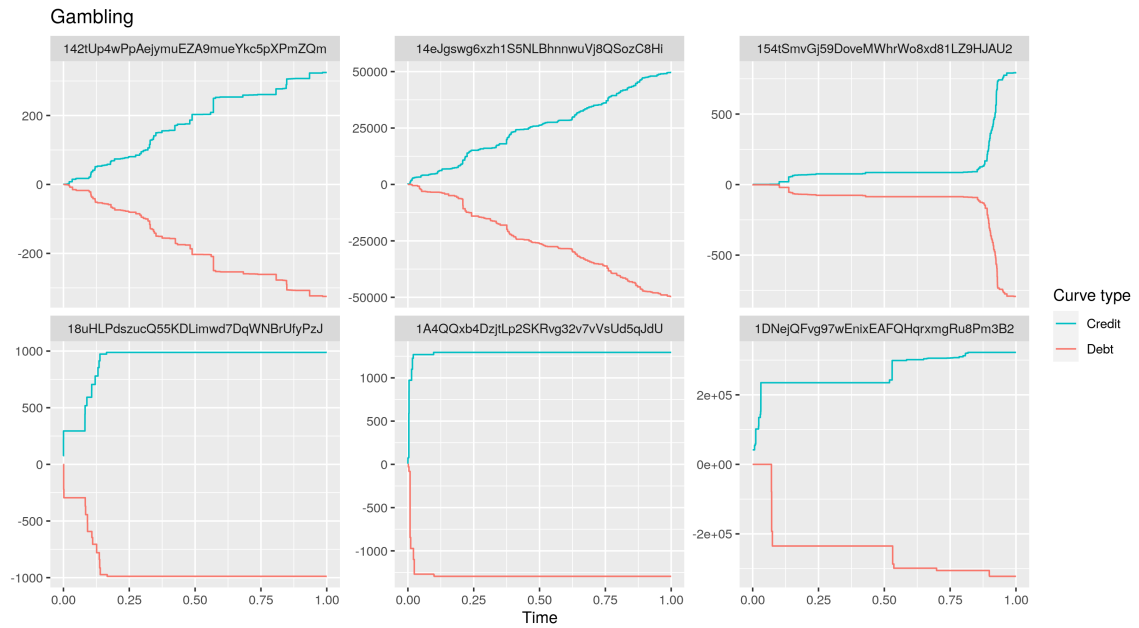 Gambling
142tUp4wPpAejymuEZA9mueYkc5pXPmZQm
14eJgswg6xzh1S5NLBhnnwuVj8QSozC8Hi
154tSmvGj59DoveMWhrWo8xd81LZ9HJAU2
200
0
-200
50000
25000
0
-25000
-50000
500
0
-500
Curve type
Credit
Debt
18uHLPdszucQ55KDLimwd7DqWNBrUfyPzJ
1A4QQxb4DzjtLp2SKRvg32v7vVsUd5qJdU
1DNejQFvg97wEnixEAFQHqrxmgRu8Pm3B2
1000
500
0
-500
-1000
1000
500
0
-500
-1000
2e+05
0e+00
-2e+05
0.00 0.25 0.50 0.75 1.00
0.00 0.25 0.50 0.75 1.00
0.00 0.25 0.50 0.75 1.00
Time